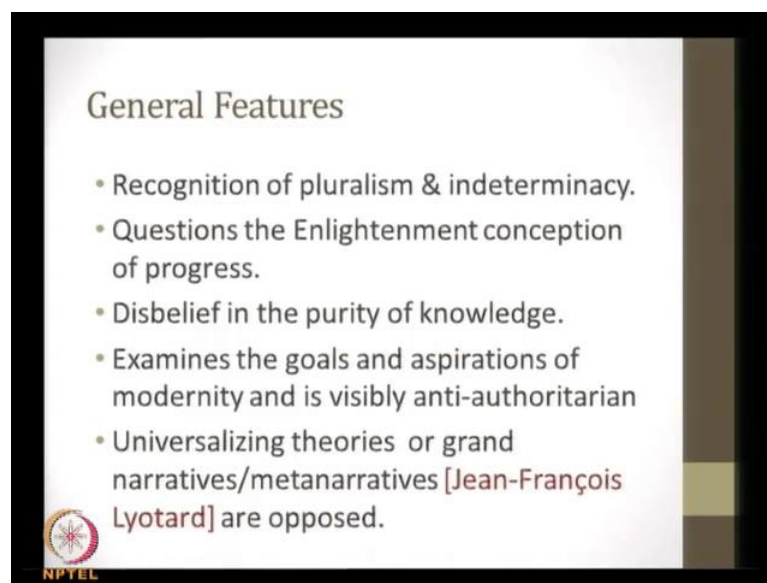 General Features
• Recognition of pluralism & indeterminacy.
• Questions the Enlightenment conception
of progress.
• Disbelief in the purity of knowledge.
• Examines the goals and aspirations of
modernity and is visibly anti-authoritarian
• Universalizing theories or grand
narratives/metanarratives [Jean-François
Lyotard] are opposed.
NPTEL